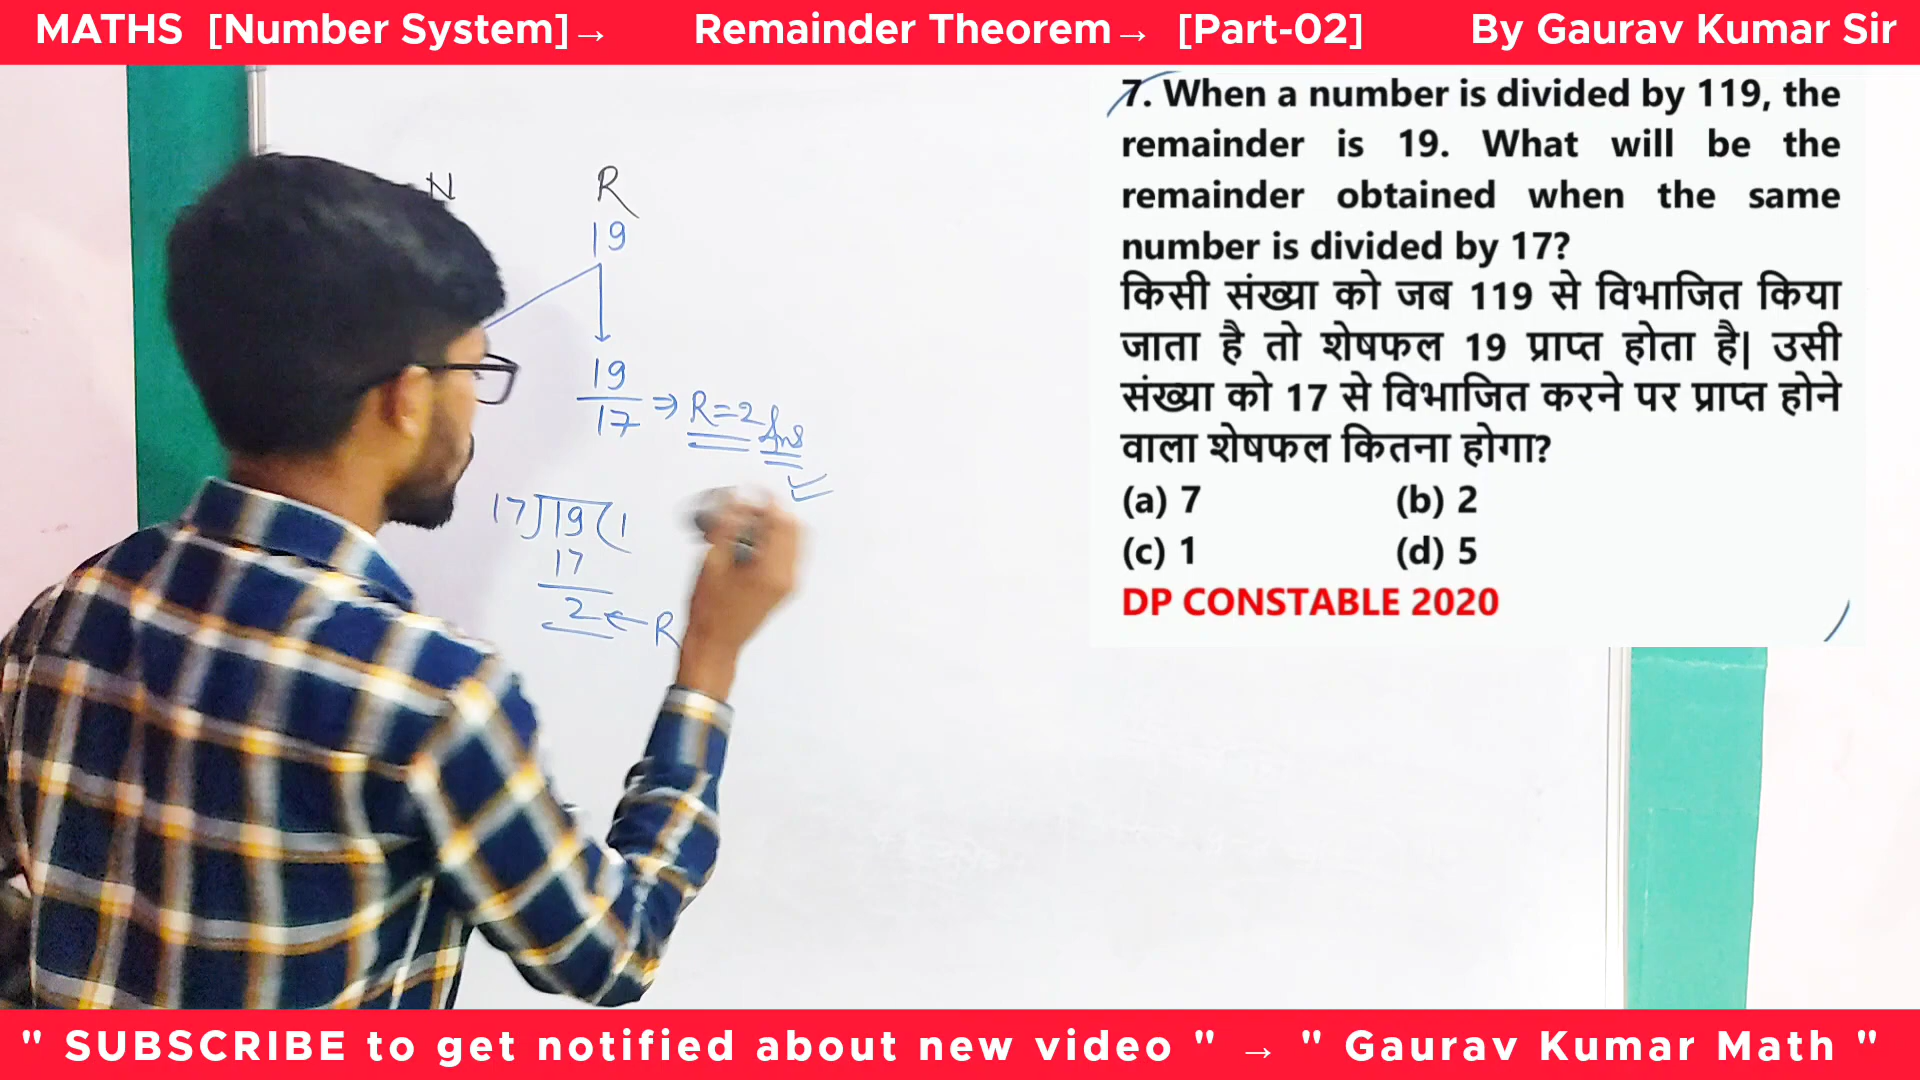 MATHS [Number System]→ Remainder Theorem→ [Part-02] By Gaurav Kumar Sir
N R
19
19
17 ⇒ R=2 Ans
17)19(1
17
2 ← R
7. When a number is divided by 119, the
remainder is 19. What will be the
remainder obtained when the same
number is divided by 17?
किसी संख्या को जब 119 से विभाजित किया
जाता है तो शेषफल 19 प्राप्त होता है| उसी
संख्या को 17 से विभाजित करने पर प्राप्त होने
वाला शेषफल कितना होगा?
(a) 7 (b) 2
(c) 1 (d) 5
DP CONSTABLE 2020
" SUBSCRIBE to get notified about new video " → " Gaurav Kumar Math "